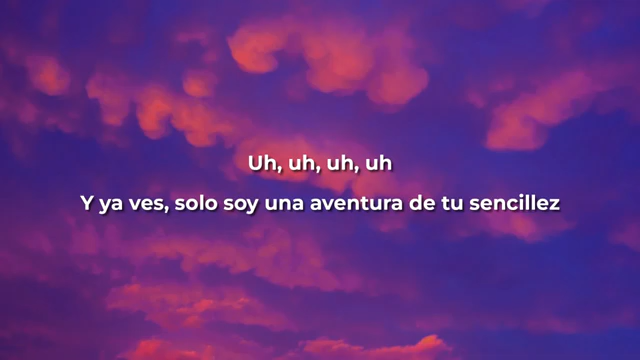 Uh, uh, uh, uh
Y ya ves, solo soy una aventura de tu sencillez